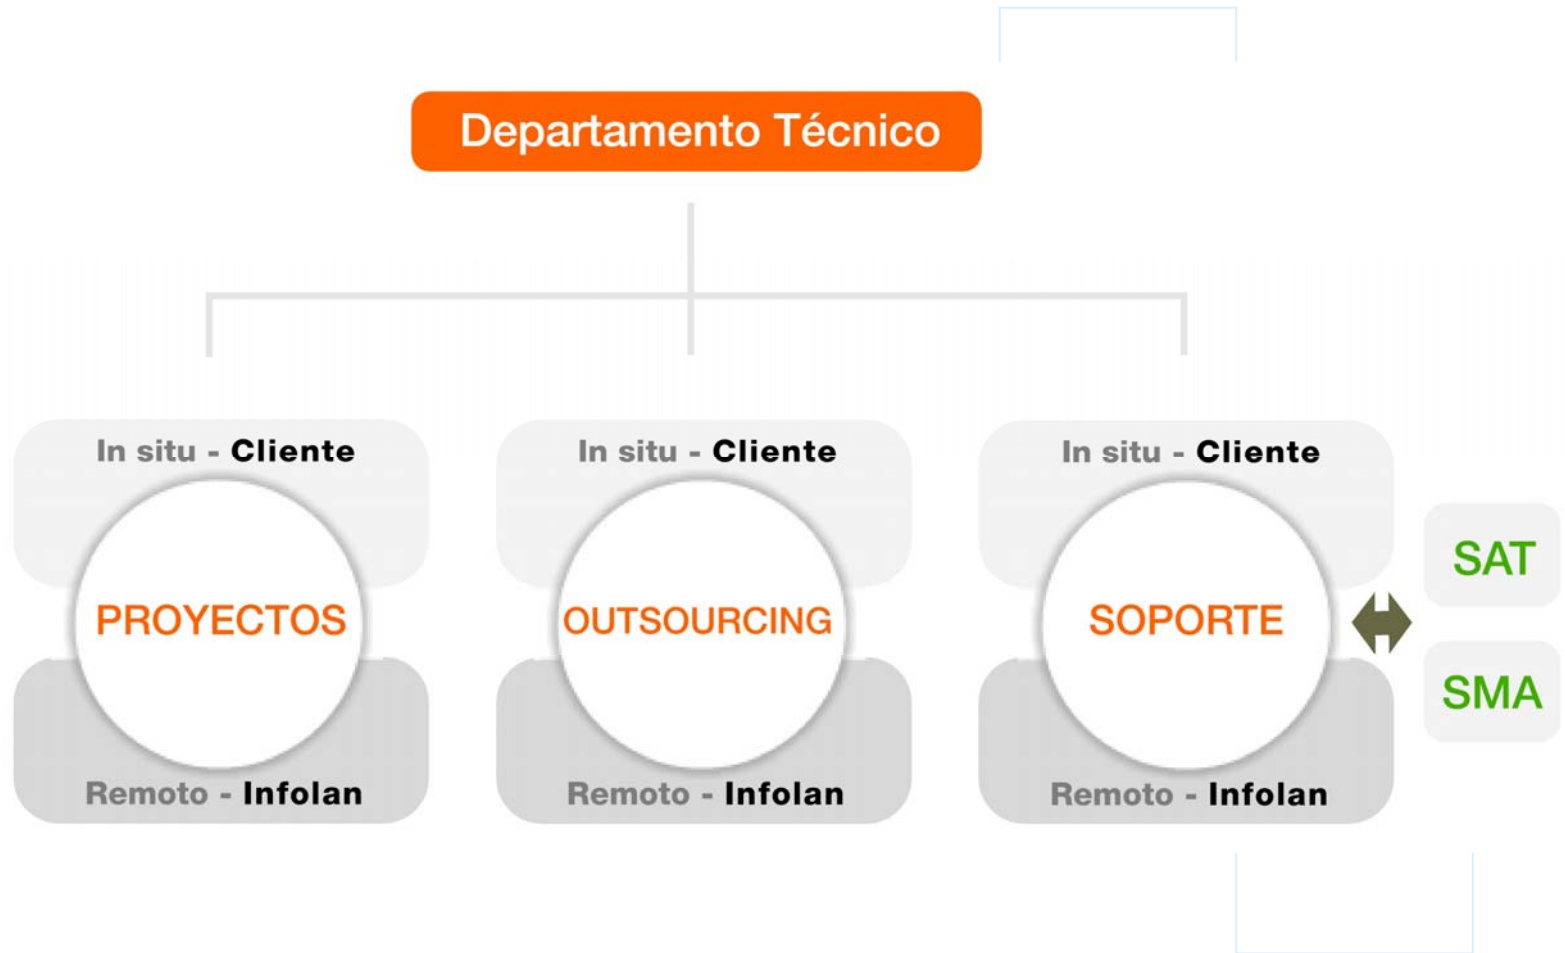 Departamento Técnico
In situ - Cliente
PROYECTOS
Remoto - Infolan
In situ - Cliente
OUTSOURCING
Remoto - Infolan
In situ - Cliente
SOPORTE
Remoto - Infolan
SAT
SMA